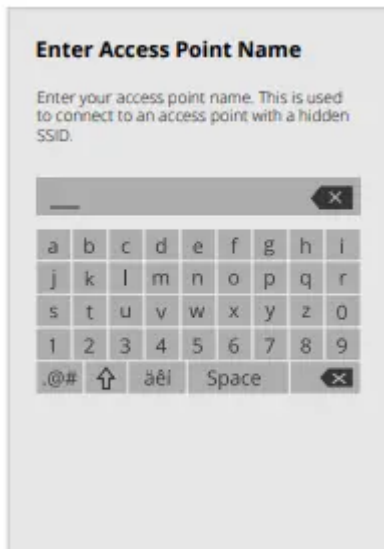 Enter Access Point Name
Enter your access point name. This is used
to connect to an access point with a hidden
SSID.
a b c d e f g h i
j k l m n o p q r
s t u v w x y z 0
1 2 3 4 5 6 7 8 9
.@# äêí Space